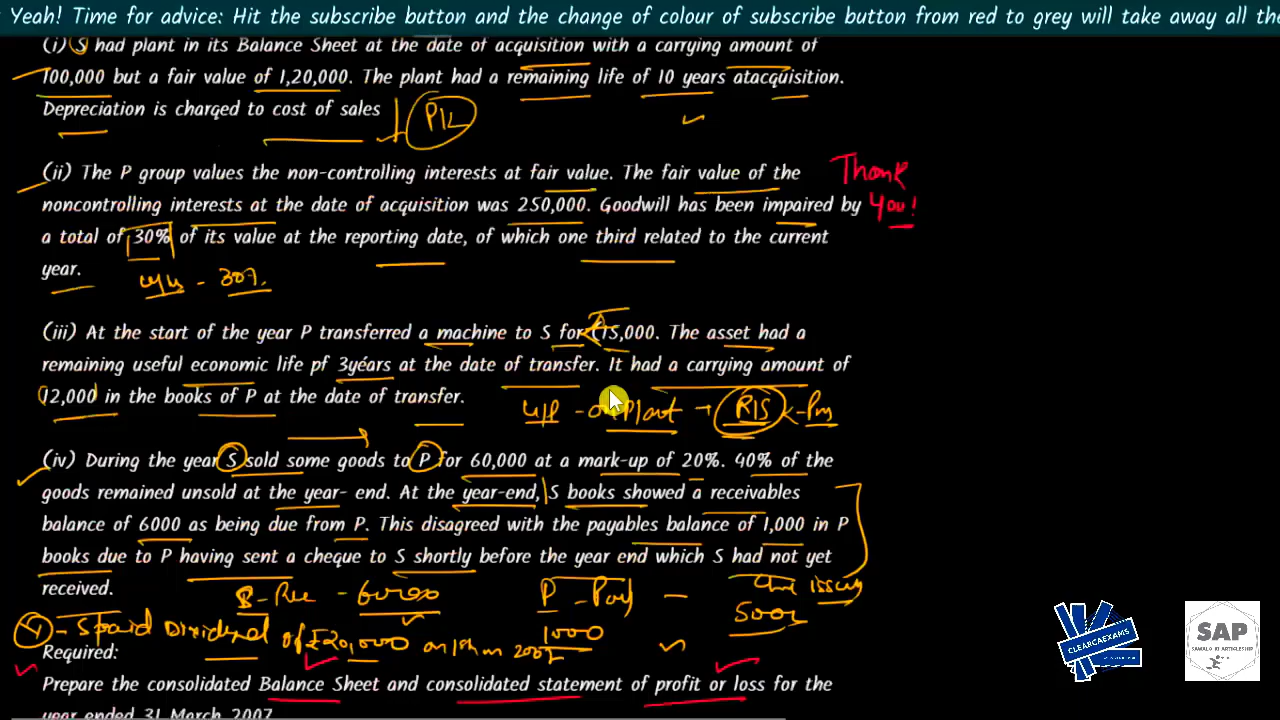 Yeah! Time for advice: Hit the subscribe button and the change of colour of subscribe button from red to grey will take away all the
(i) S had plant in its Balance Sheet at the date of acquisition with a carrying amount of
100,000 but a fair value of 1,20,000. The plant had a remaining life of 10 years atacquisition.
Depreciation is charged to cost of sales
P/L
(ii) The P group values the non-controlling interests at fair value. The fair value of the
Thank
noncontrolling interests at the date of acquisition was 250,000. Goodwill has been impaired by
You!
a total of 30% of its value at the reporting date, of which one third related to the current
year.
- 30%
(iii) At the start of the year P transferred a machine to S for 15,000. The asset had a
remaining useful economic life pf 3years at the date of transfer. It had a carrying amount of
12,000 in the books of P at the date of transfer.
(iv) During the year S sold some goods to P for 60,000 at a mark-up of 20%. 40% of the
goods remained unsold at the year- end. At the year-end, S books showed a receivables
balance of 6000 as being due from P. This disagreed with the payables balance of 1,000 in P
books due to P having sent a cheque to S shortly before the year end which S had not yet
received.
S - Rec -
P - Pay -
1000
- S paid Dividend of £20,000 on
Required:
Prepare the consolidated Balance Sheet and consolidated statement of profit or loss for the
year ended 31 March 2007
CLEARCAEXAMS
SAP